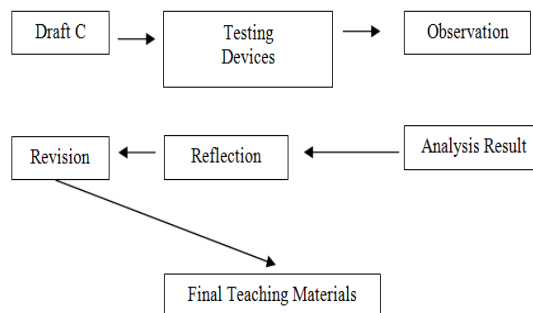 Draft C
Testing
Devices
Observation
Revision
Reflection
Analysis Result
Final Teaching Materials